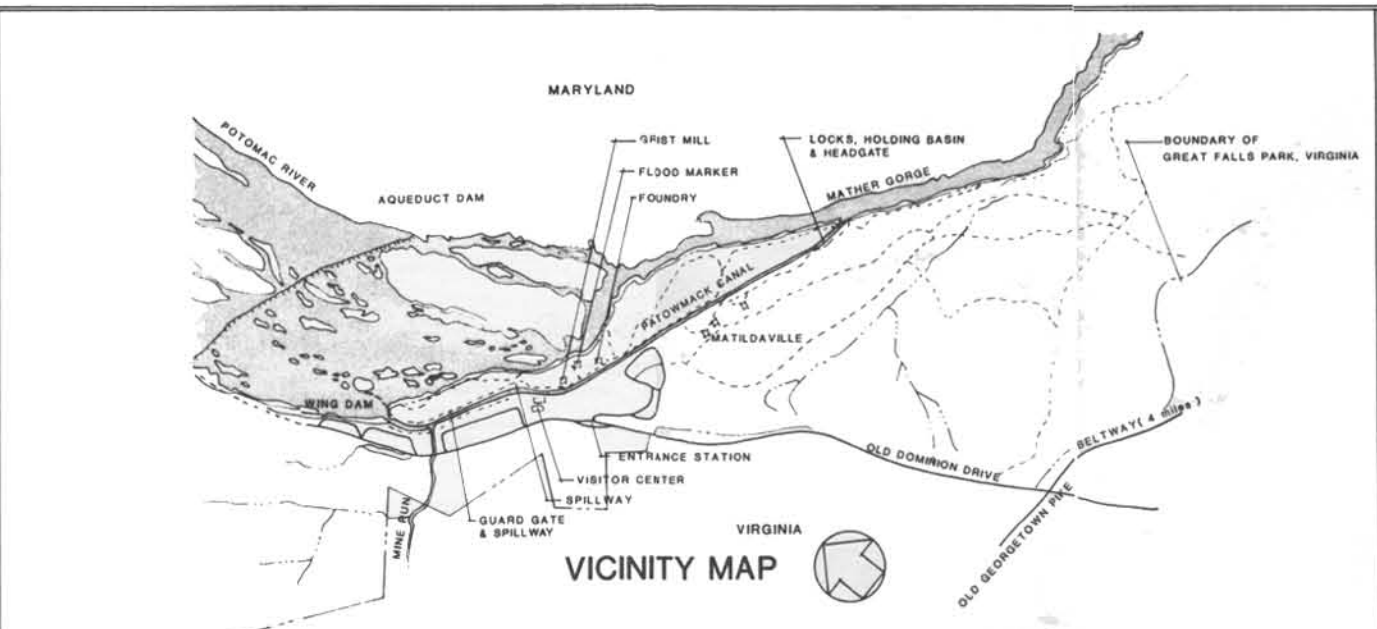 MARYLAND
POTOMAC RIVER
GRIST MILL
LOCKS, HOLDING BASIN
& HEADGATE
BOUNDARY OF
GREAT FALLS PARK, VIRGINIA
FLOOD MARKER
AQUEDUCT DAM
FOUNDRY
MATHER GORGE
PATOWMACK CANAL
MATILDAVILLE
WING DAM
BELTWAY (4 miles)
OLD DOMINION DRIVE
ENTRANCE STATION
VISITOR CENTER
SPILLWAY
GUARD GATE
& SPILLWAY
MINE RUN
VIRGINIA
OLD GEORGETOWN PIKE
VICINITY MAP